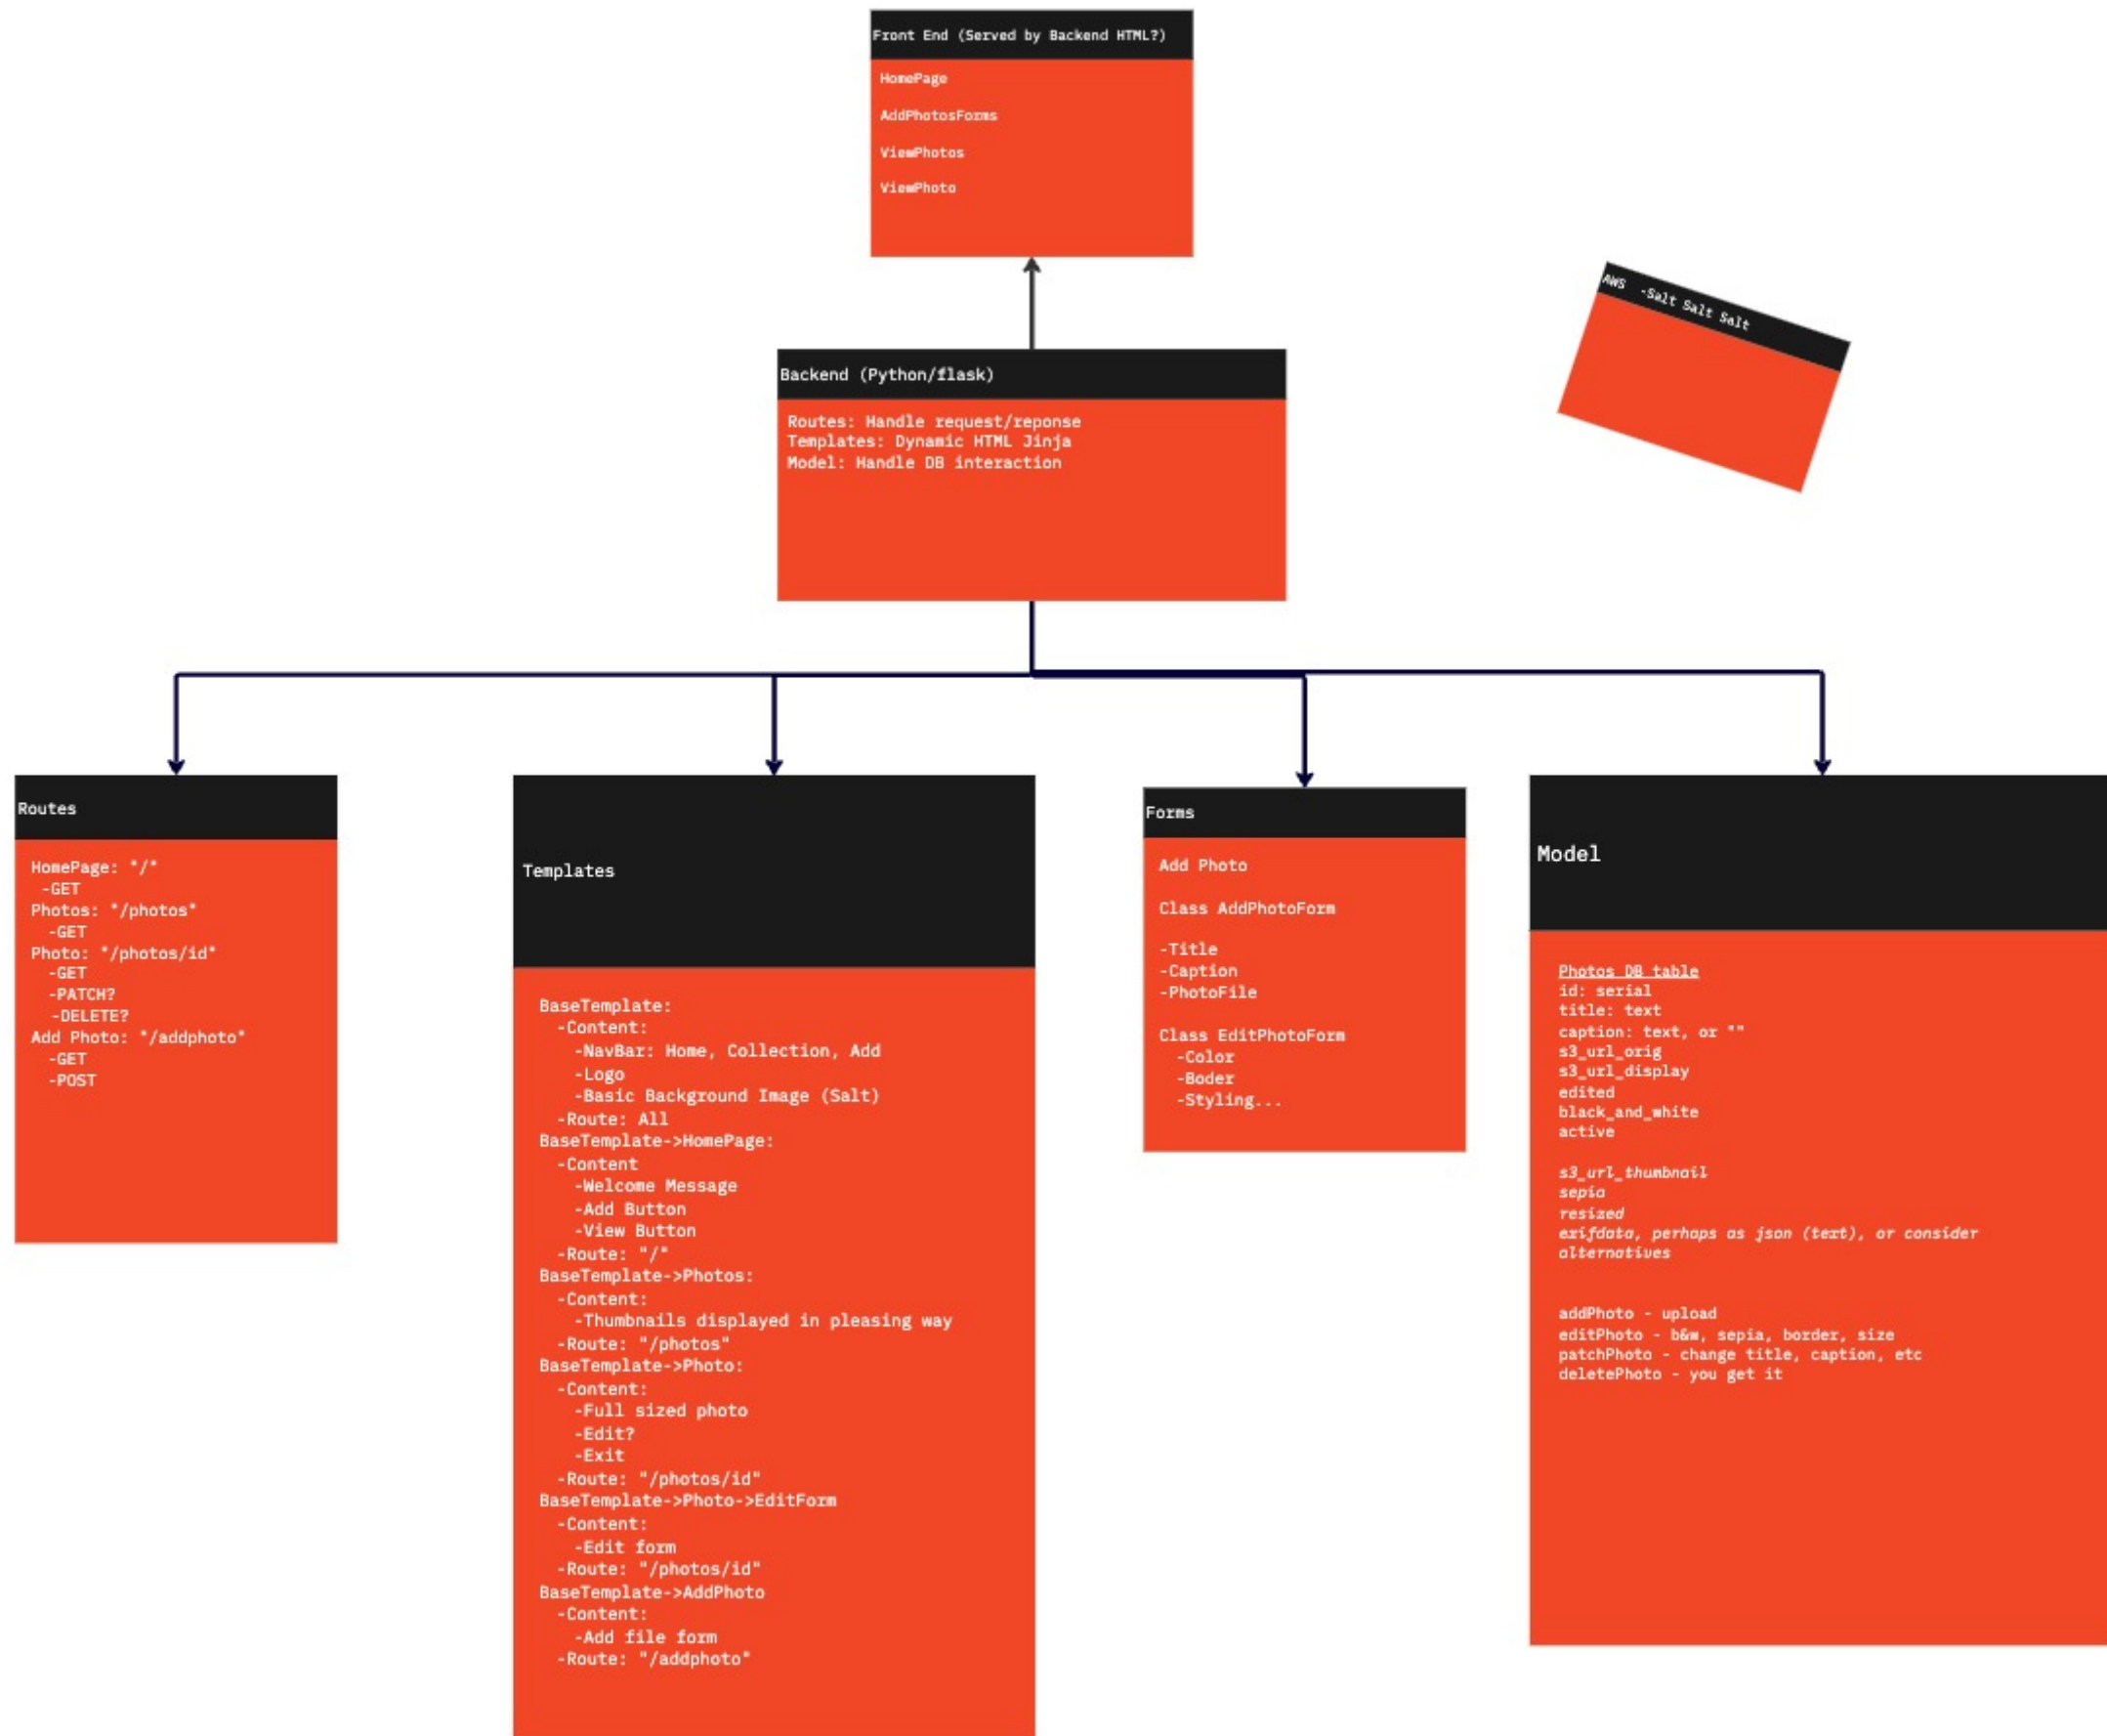 Front End (Served by Backend HTML?)
HomePage
AddPhotosForms
ViewPhotos
ViewPhoto
AWS  -Salt Salt Salt
Backend (Python/flask)
Routes: Handle request/reponse
Templates: Dynamic HTML Jinja
Model: Handle DB interaction
Routes
HomePage: "/"
-GET
Photos: "/photos"
-GET
Photo: "/photos/id"
-GET
-PATCH?
-DELETE?
Add Photo: "/addphoto"
-GET
-POST
Templates
BaseTemplate:
-Content:
-NavBar: Home, Collection, Add
-Logo
-Basic Background Image (Salt)
-Route: All
BaseTemplate->HomePage:
-Content
-Welcome Message
-Add Button
-View Button
-Route: "/"
BaseTemplate->Photos:
-Content:
-Thumbnails displayed in pleasing way
-Route: "/photos"
BaseTemplate->Photo:
-Content:
-Full sized photo
-Edit?
-Exit
-Route: "/photos/id"
BaseTemplate->Photo->EditForm
-Content:
-Edit form
-Route: "/photos/id"
BaseTemplate->AddPhoto
-Content:
-Add file form
-Route: "/addphoto"
Forms
Add Photo
Class AddPhotoForm
-Title
-Caption
-PhotoFile
Class EditPhotoForm
-Color
-Boder
-Styling...
Model
Photos DB table
id: serial
title: text
caption: text, or ""
s3_url_orig
s3_url_display
edited
black_and_white
active
s3_url_thumbnail
sepia
resized
exifdata, perhaps as json (text), or consider
alternatives
addPhoto - upload
editPhoto - b&w, sepia, border, size
patchPhoto - change title, caption, etc
deletePhoto - you get it